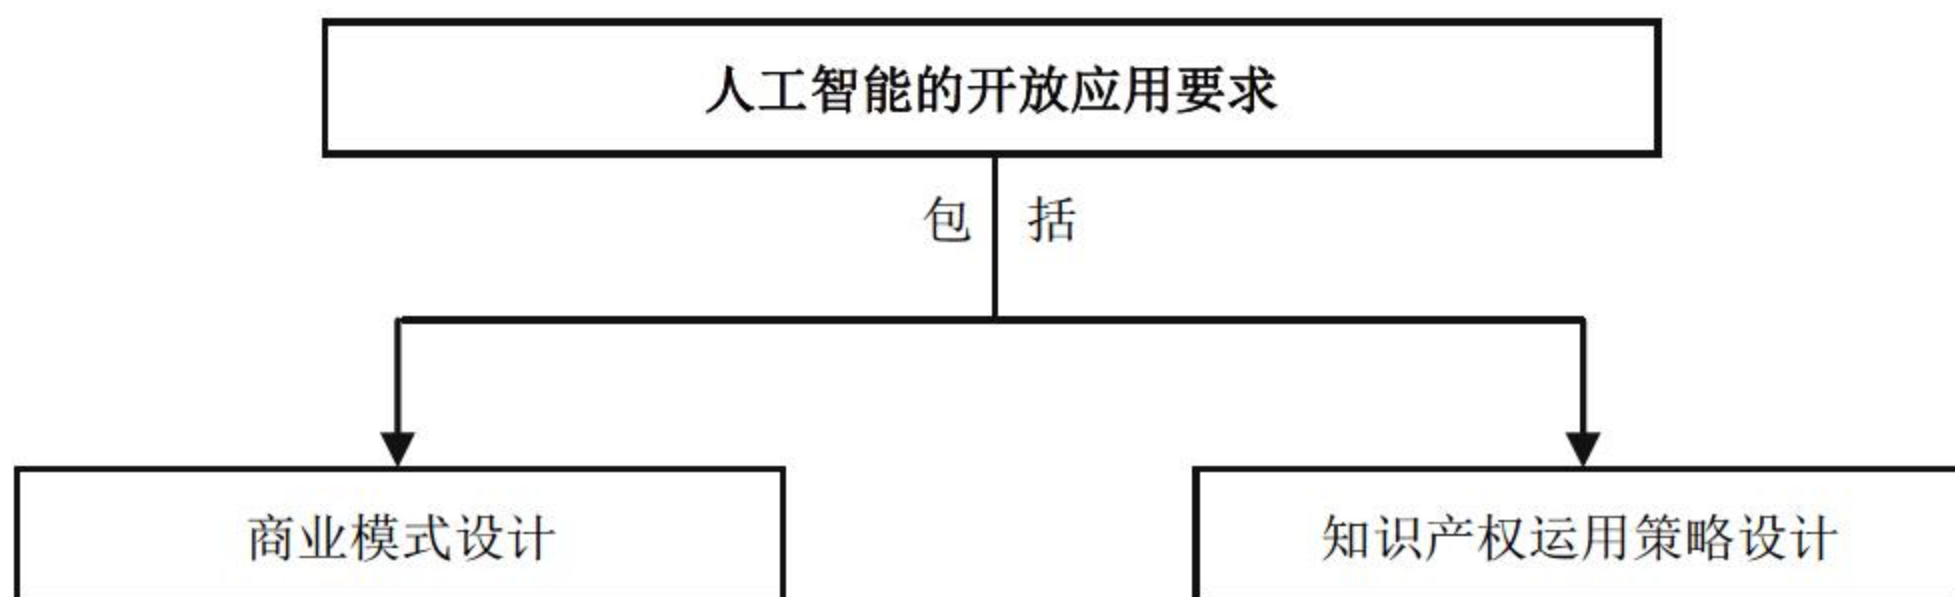 人工智能的开放应用要求
包括
商业模式设计
知识产权运用策略设计